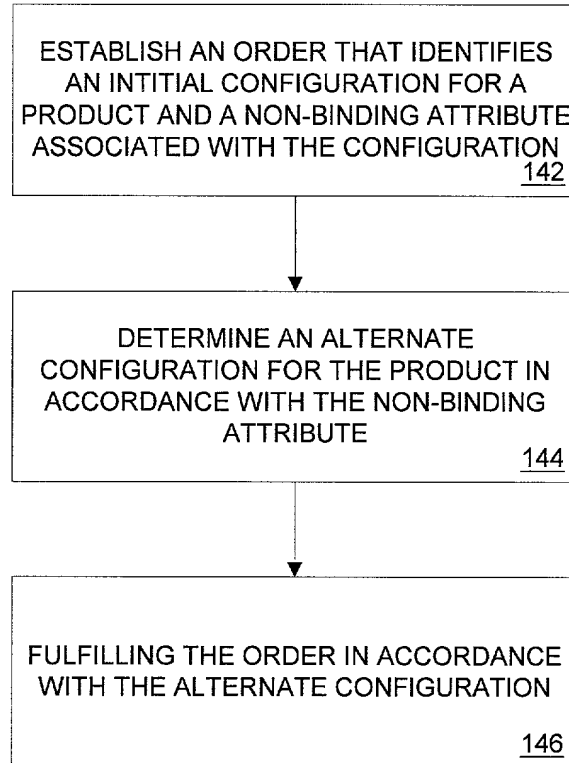 ESTABLISH AN ORDER THAT IDENTIFIES
AN INTITIAL CONFIGURATION FOR A
PRODUCT AND A NON-BINDING ATTRIBUTE
ASSOCIATED WITH THE CONFIGURATION
142
DETERMINE AN ALTERNATE
CONFIGURATION FOR THE PRODUCT IN
ACCORDANCE WITH THE NON-BINDING
ATTRIBUTE
144
FULFILLING THE ORDER IN ACCORDANCE
WITH THE ALTERNATE CONFIGURATION
146